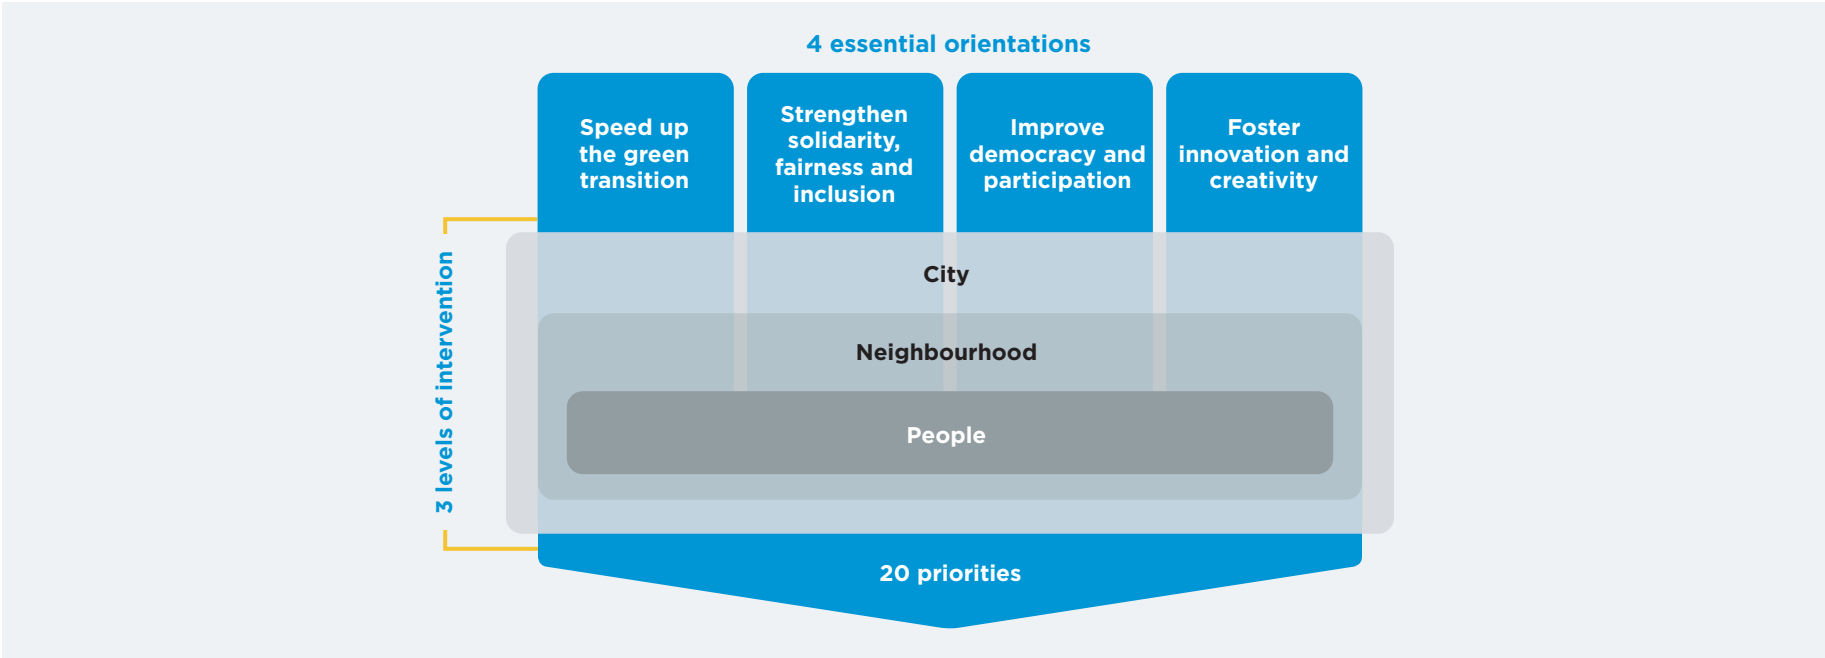 4 essential orientations
Speed up
the green
transition
Strengthen
solidarity,
fairness and
inclusion
Improve
democracy and
participation
Foster
innovation and
creativity
3 levels of intervention
City
Neighbourhood
People
20 priorities